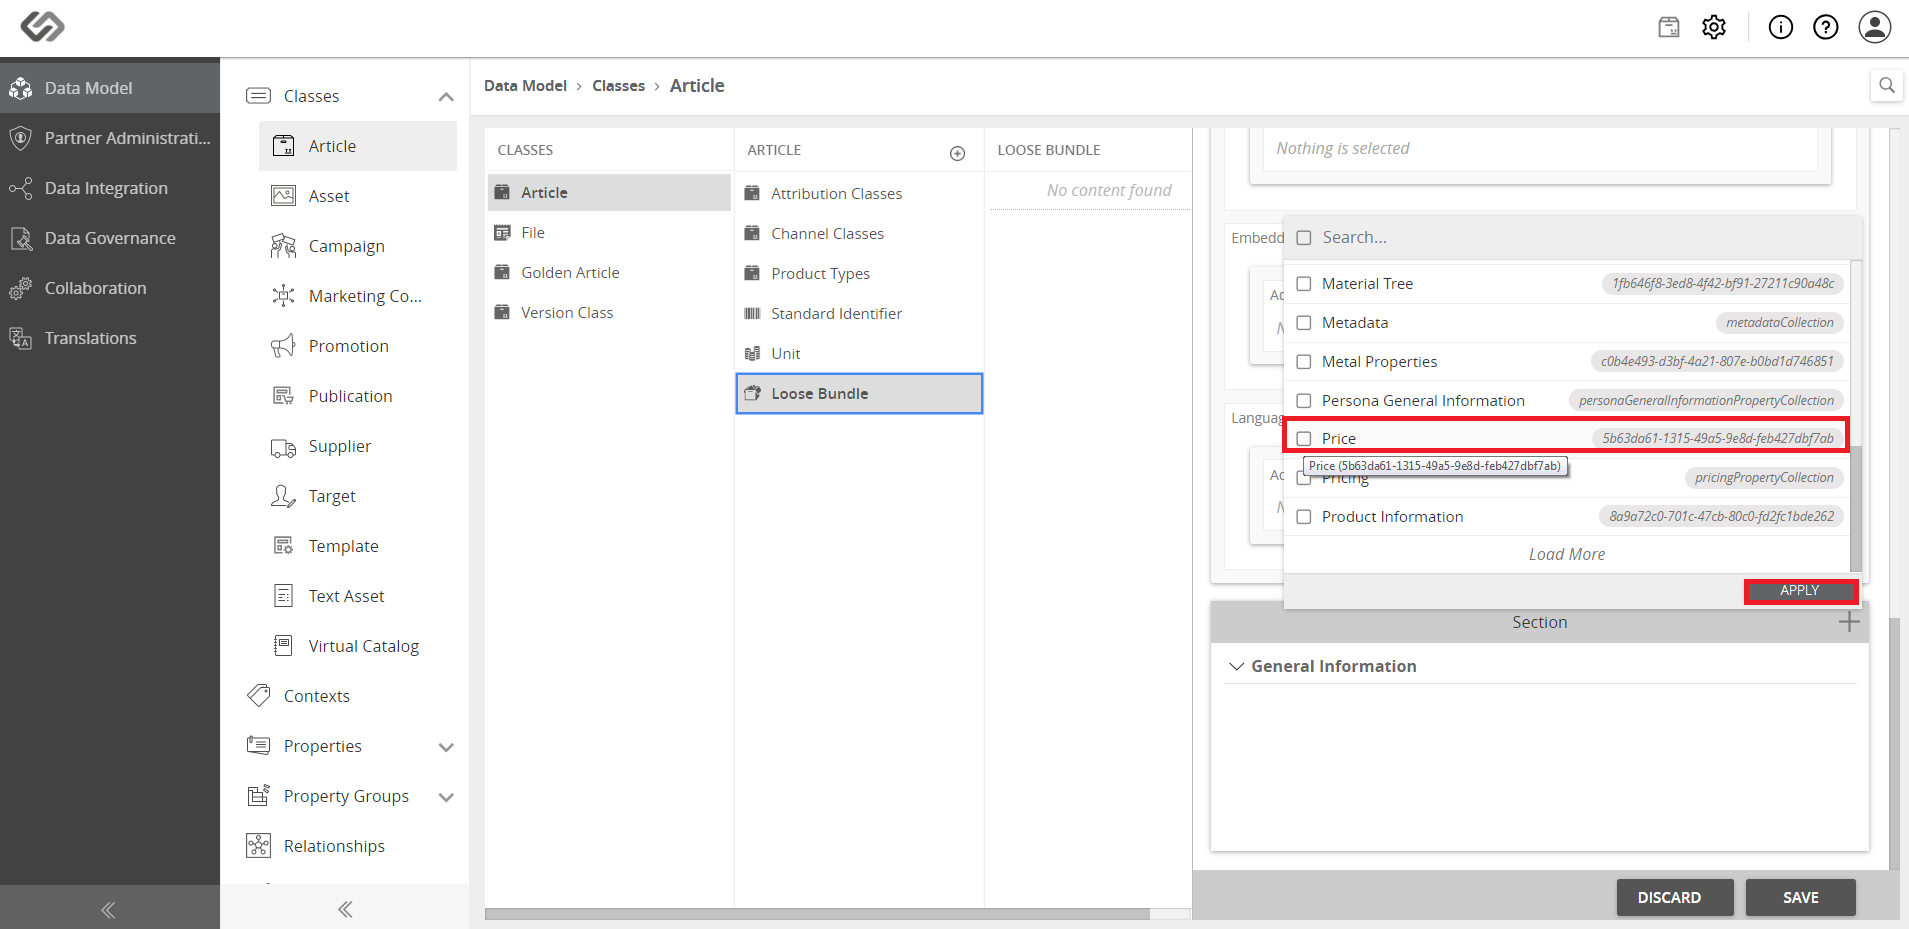 Data Model
Partner Administrati...
Data Integration
Data Governance
Collaboration
Translations
Classes
Article
Asset
Campaign
Marketing Co...
Promotion
Publication
Supplier
Target
Template
Text Asset
Virtual Catalog
Contexts
Properties
Property Groups
Relationships
Data Model > Classes > Article
CLASSES
Article
File
Golden Article
Version Class
ARTICLE
Attribution Classes
Channel Classes
Product Types
Standard Identifier
Unit
Loose Bundle
LOOSE BUNDLE
No content found
Nothing is selected
Embedd
Ad
N
Languag
Ad
N
Search...
Material Tree 1fb646f8-3ed8-4f42-bf91-27211c90a48c
Metadata metadataCollection
Metal Properties c0b4e493-d3bf-4a21-807e-b0bd1d746851
Persona General Information personaGeneralInformationPropertyCollection
Price 5b63da61-1315-49a5-9e8d-feb427dbf7ab
Price (5b63da61-1315-49a5-9e8d-feb427dbf7ab)
Pricing pricingPropertyCollection
Product Information 8a9a72c0-701c-47cb-80c0-fd2fc1bde262
Load More
APPLY
Section
General Information
DISCARD
SAVE